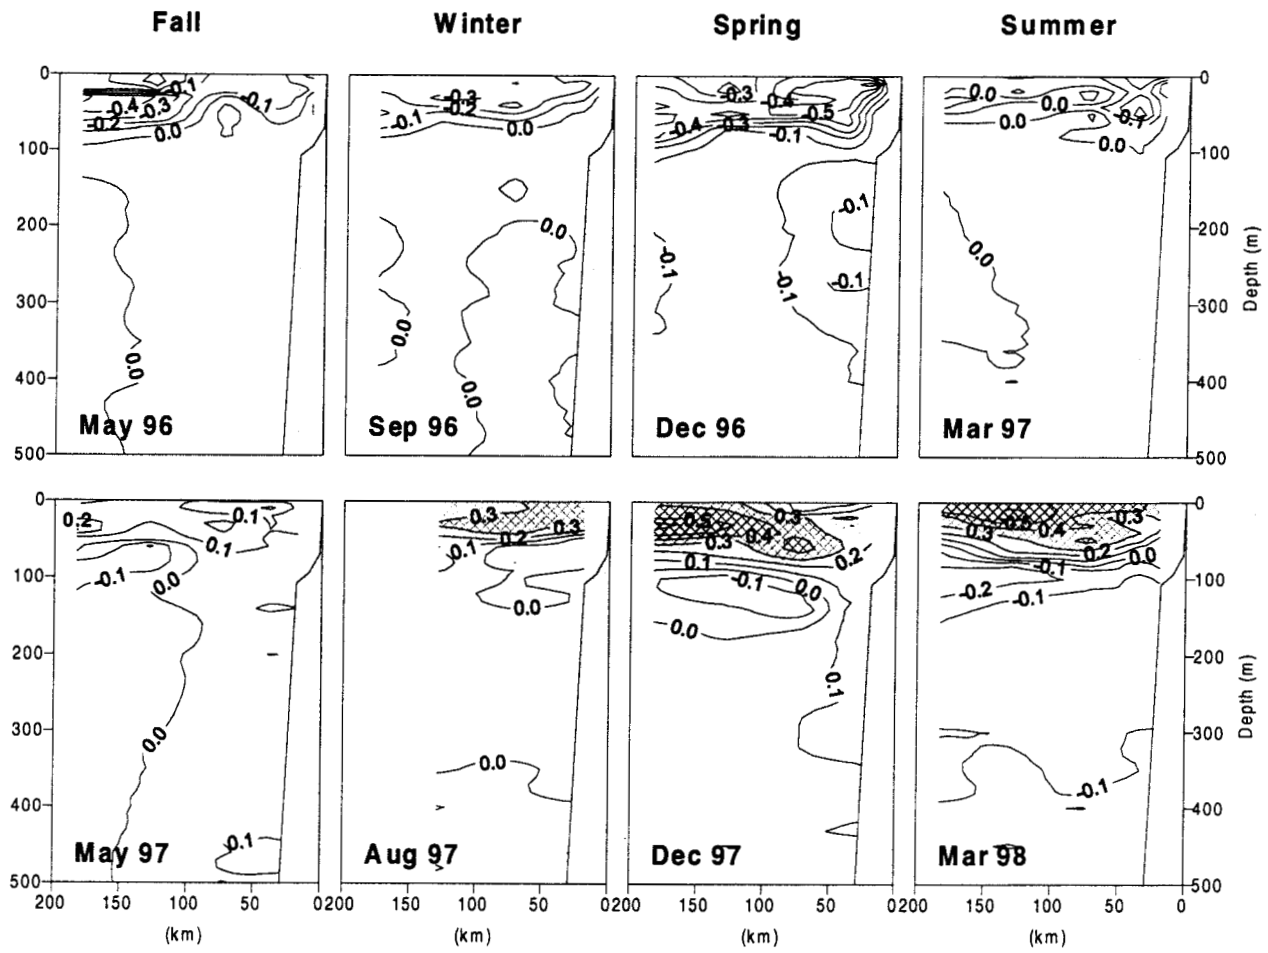 Fall Winter Spring Summer
0 0
-0.1 -0.1 -0.4 -0.3 -0.2 0.0
-0.3 -0.2 -0.1 0.0
-0.3 -0.4 -0.5 -0.4 0.3 -0.1
0.0 0.0 0.0 -0.1 0.0
100 100
200 200
300 300
400 400
500 500
0.0
0.0 0.0 0.0
-0.1 -0.1 -0.1 -0.1
0.0
Depth (m)
May 96 Sep 96 Dec 96 Mar 97
0 0
0.2 0.1 0.1 -0.1 0.0
0.3 0.3 0.2 -0.1 0.0
0.5 0.3 0.3 0.4 0.2 0.1 -0.1 0.0 0.0
0.5 0.3 0.4 0.3 0.2 0.0 -0.1 -0.2 -0.1
100 100
200 200
300 300
400 400
500 500
0.0 0.1
0.0
0.1
-0.1
Depth (m)
May 97 Aug 97 Dec 97 Mar 98
200 150 100 50 0 200 150 100 50 0 200 150 100 50 0 200 150 100 50 0
(km) (km) (km) (km)